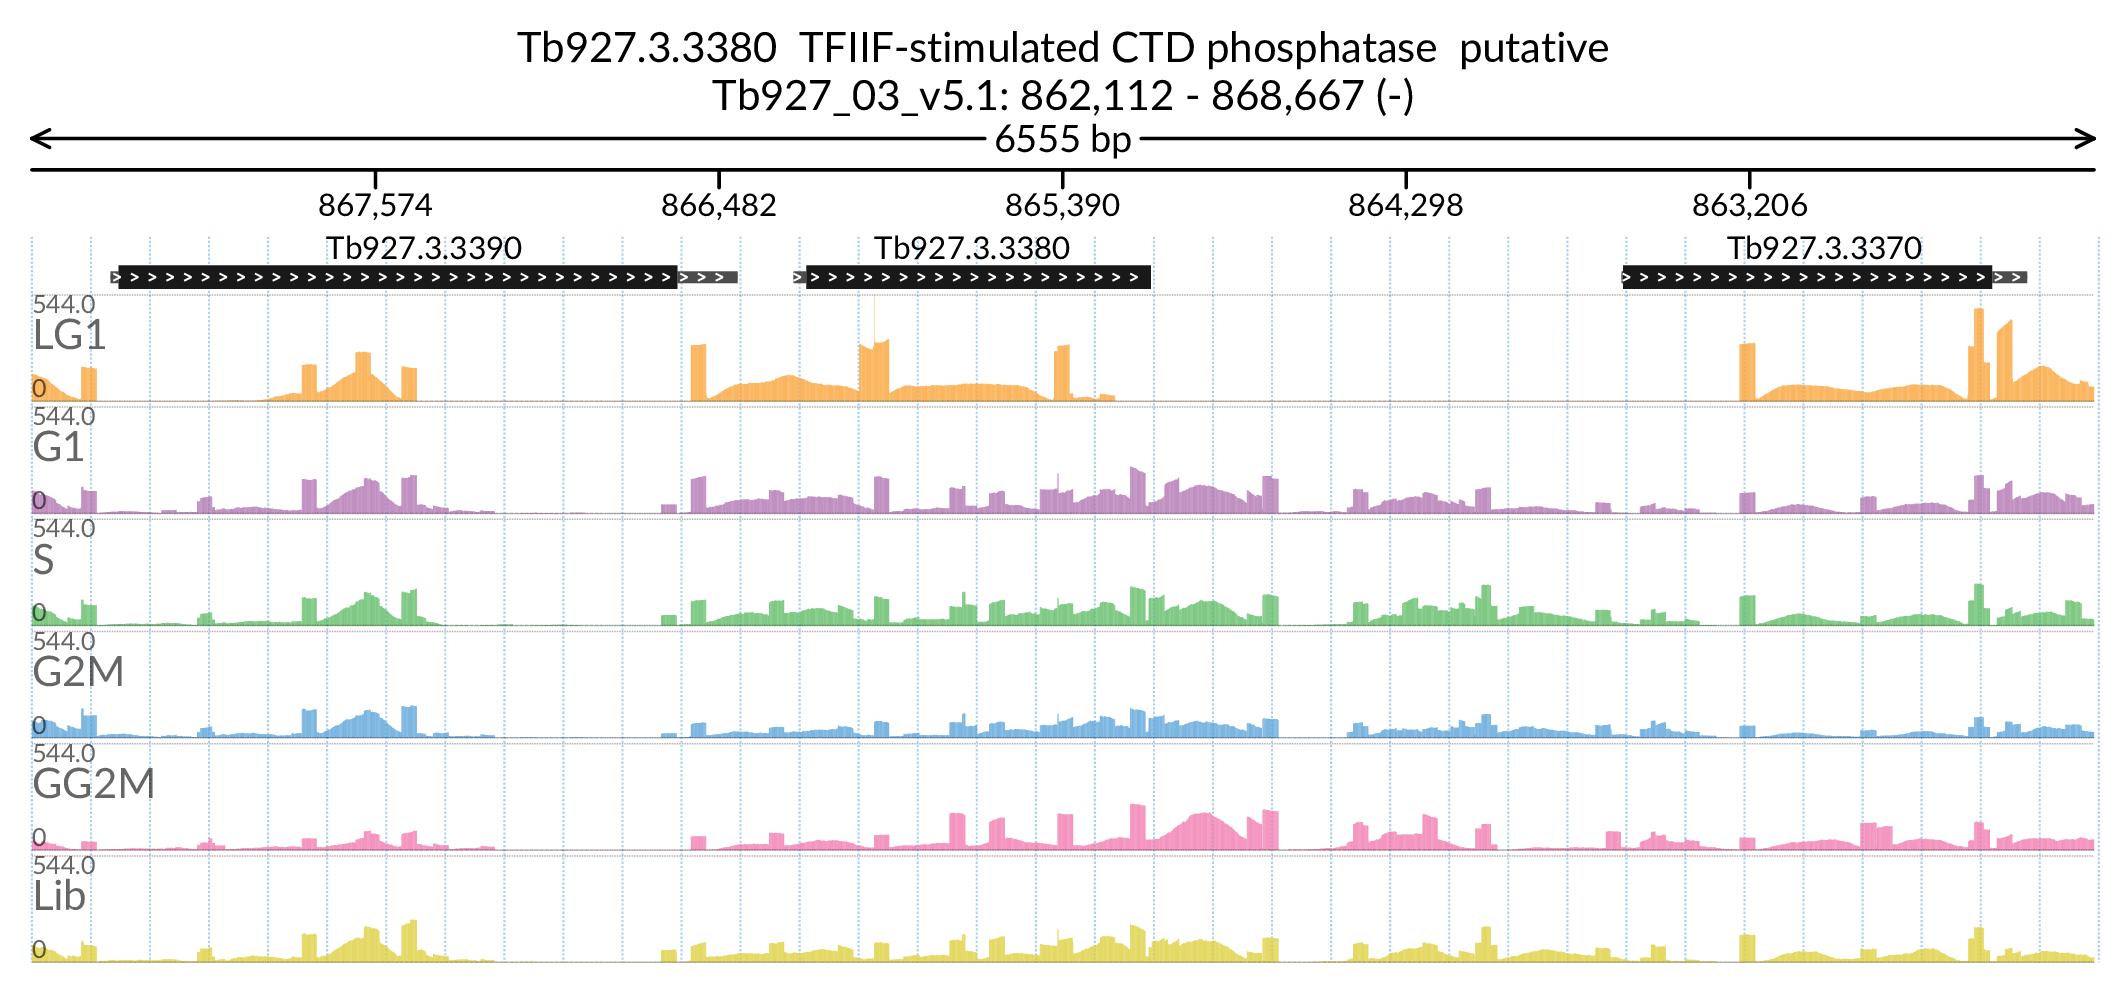 Tb927.3.3380 TFIIF-stimulated CTD phosphatase putative
Tb927_03_v5.1: 862,112 - 868,667 (-)
6555 bp
867,574 866,482 865,390 864,298 863,206
Tb927.3.3390 Tb927.3.3380 Tb927.3.3370
544.0
LG1
0
544.0
G1
0
544.0
S
0
544.0
G2M
0
544.0
GG2M
0
544.0
Lib
0